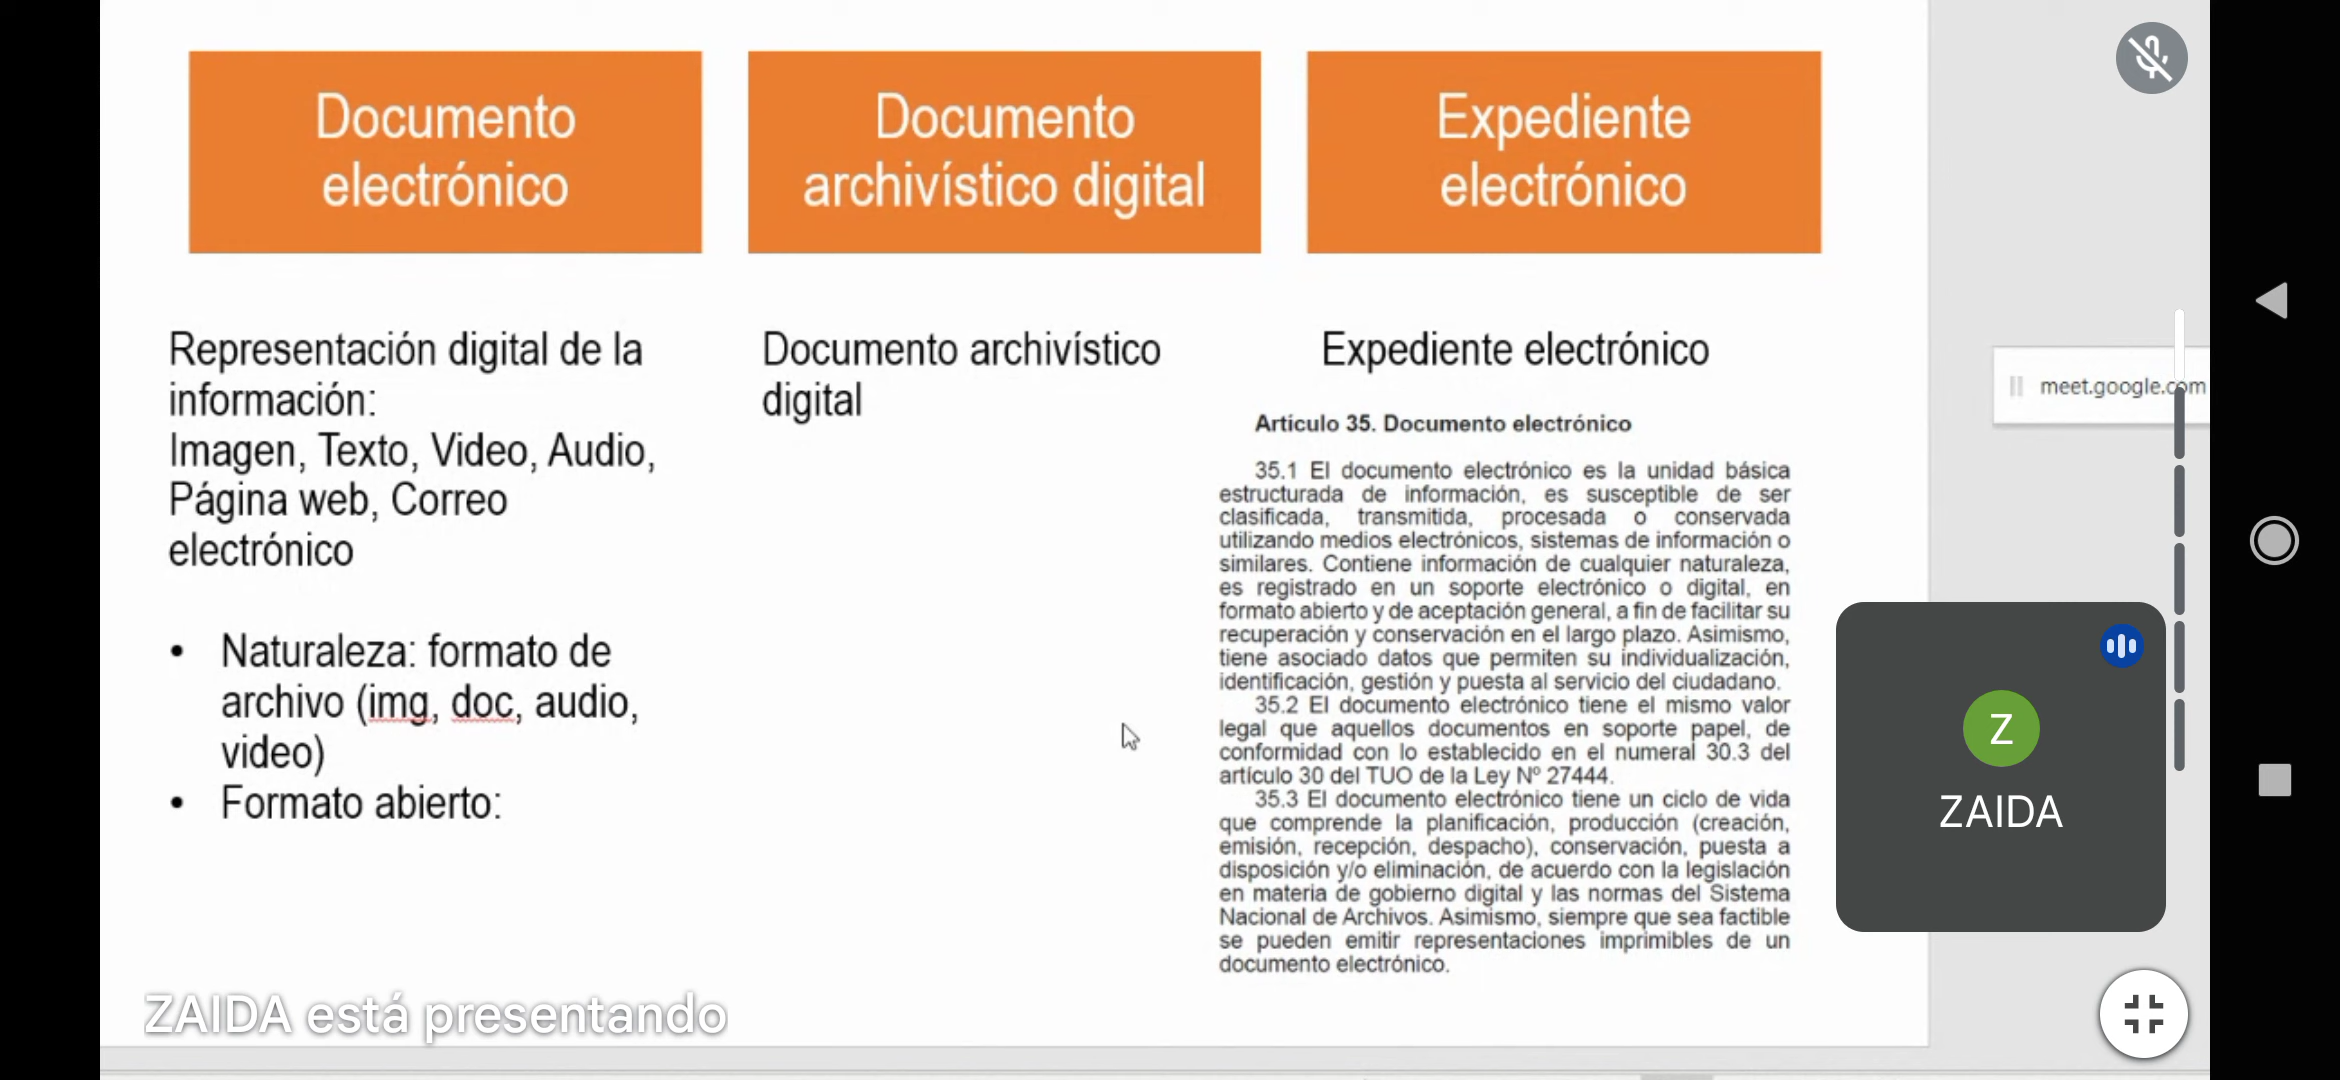 Documento
electrónico
Documento
archivístico digital
Expediente
electrónico
Representación digital de la
información:
Imagen, Texto, Video, Audio,
Página web, Correo
electrónico
• Naturaleza: formato de
archivo (img, doc, audio,
video)
• Formato abierto:
Documento archivístico
digital
Expediente electrónico
Artículo 35. Documento electrónico
35.1 El documento electrónico es la unidad básica
estructurada de información, es susceptible de ser
clasificada, transmitida, procesada o conservada
utilizando medios electrónicos, sistemas de información o
similares. Contiene información de cualquier naturaleza,
es registrado en un soporte electrónico o digital, en
formato abierto y de aceptación general, a fin de facilitar su
recuperación y conservación en el largo plazo. Asimismo,
tiene asociado datos que permiten su individualización,
identificación, gestión y puesta al servicio del ciudadano.
35.2 El documento electrónico tiene el mismo valor
legal que aquellos documentos en soporte papel, de
conformidad con lo establecido en el numeral 30.3 del
artículo 30 del TUO de la Ley Nº 27444.
35.3 El documento electrónico tiene un ciclo de vida
que comprende la planificación, producción (creación,
emisión, recepción, despacho), conservación, puesta a
disposición y/o eliminación, de acuerdo con la legislación
en materia de gobierno digital y las normas del Sistema
Nacional de Archivos. Asimismo, siempre que sea factible
se pueden emitir representaciones imprimibles de un
documento electrónico.
meet.google.com
Z
ZAIDA
ZAIDA está presentando